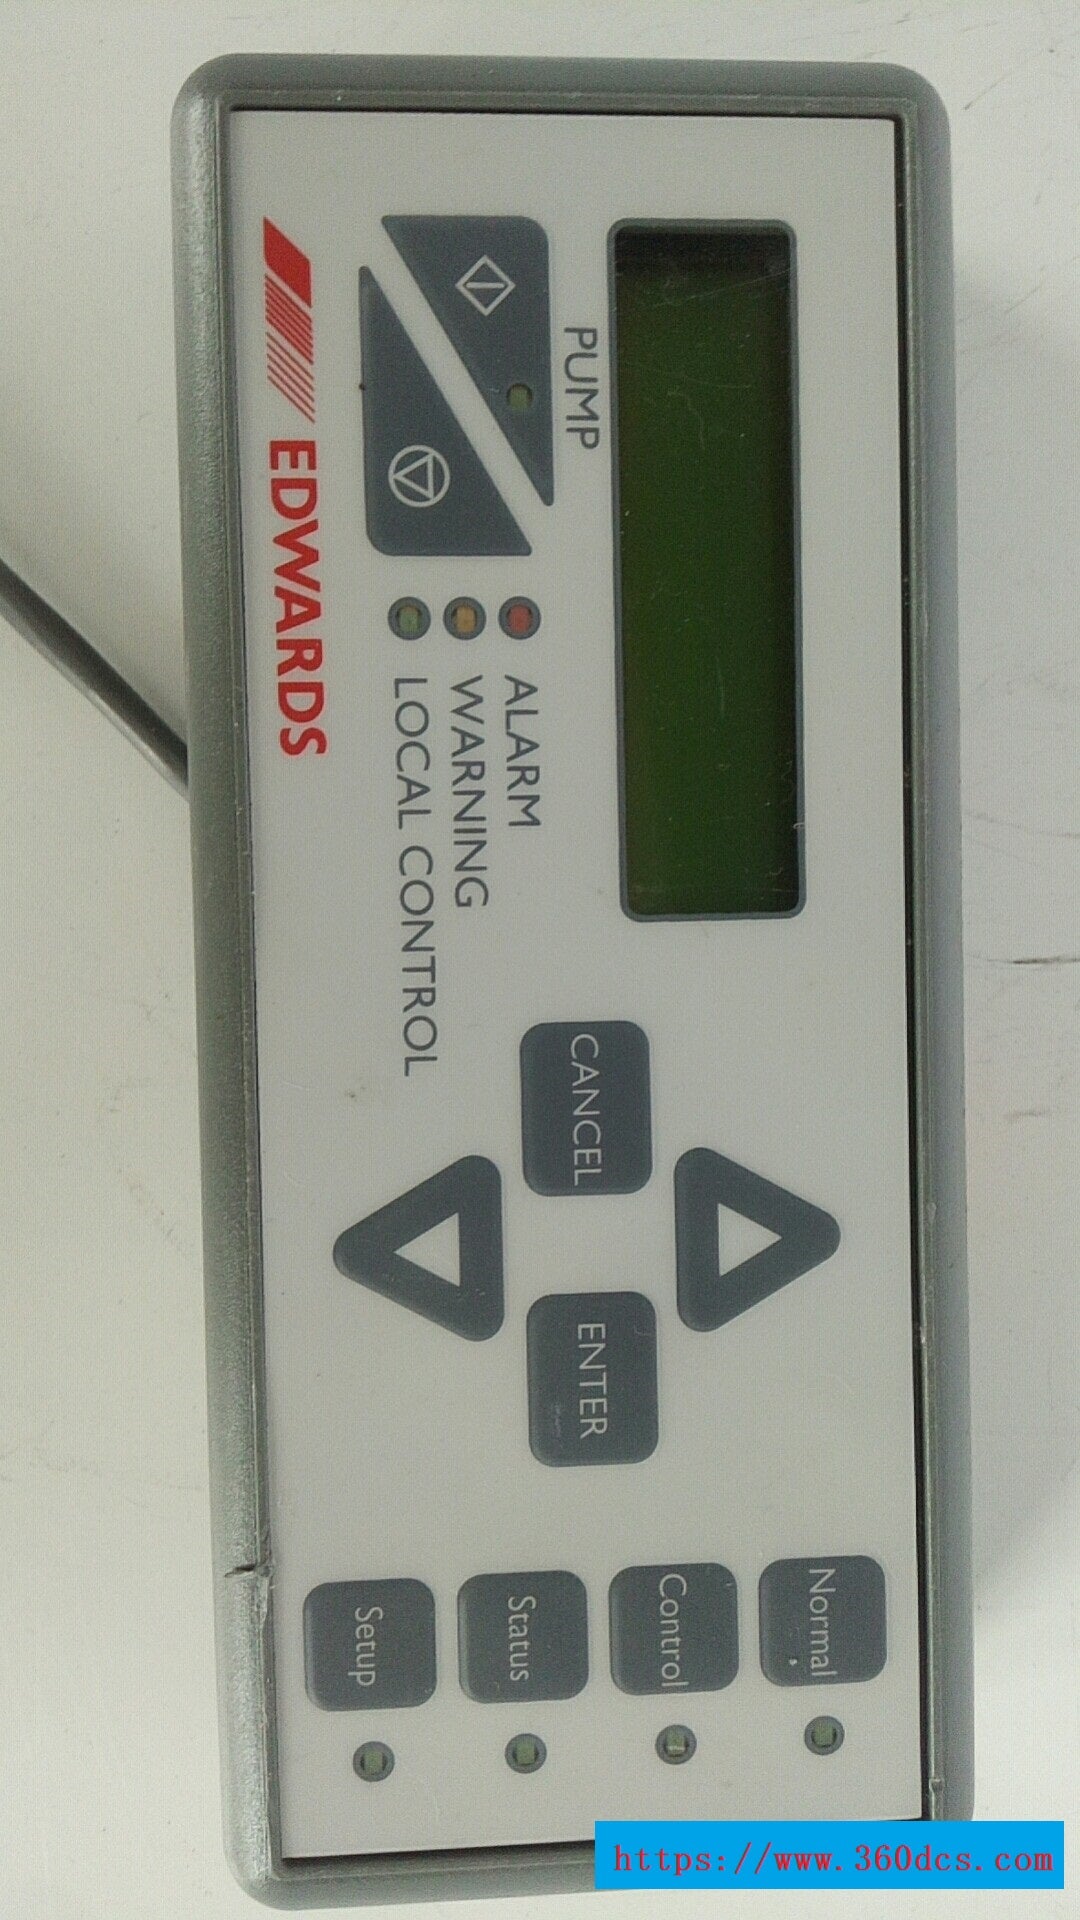 PUMP
ALARM
WARNING
LOCAL CONTROL
EDWARDS
CANCEL
ENTER
Normal
Control
Status
Setup
https://www.360dcs.com